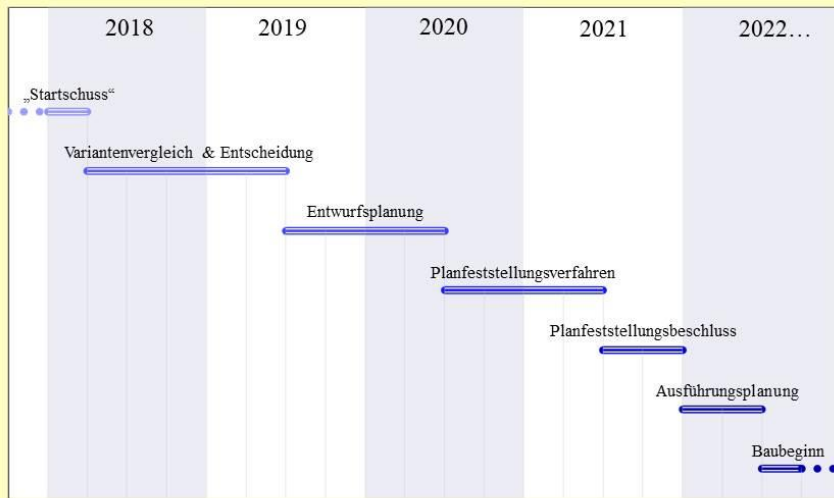 2018 2019 2020 2021 2022…
„Startschuss“
Variantenvergleich & Entscheidung
Entwurfsplanung
Planfeststellungsverfahren
Planfeststellungsbeschluss
Ausführungsplanung
Baubeginn